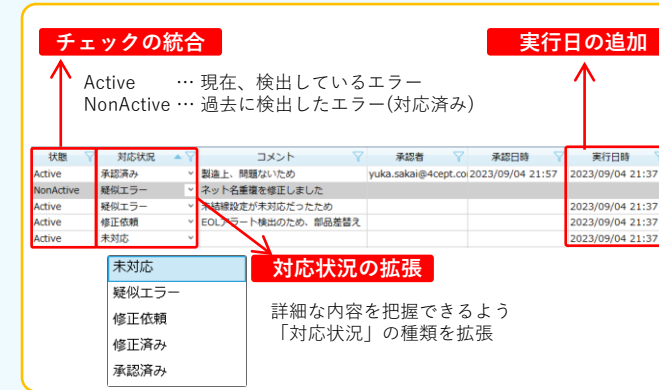 チェックの統合
実行日の追加
Active … 現在、検出しているエラー
NonActive … 過去に検出したエラー(対応済み)
状態 対応状況 コメント 承認者 承認日時 実行日時
Active 承認済み 製造上、問題ないため yuka.sakai@4cept.co 2023/09/04 21:57 2023/09/04 21:37
NonActive 疑似エラー ネット名重複を修正しました
Active 疑似エラー 未結線設定が未対応だったため 2023/09/04 21:37
Active 修正依頼 EOLアラート検出のため、部品差替え 2023/09/04 21:37
Active 未対応 2023/09/04 21:37
未対応
疑似エラー
修正依頼
修正済み
承認済み
対応状況の拡張
詳細な内容を把握できるよう
「対応状況」の種類を拡張